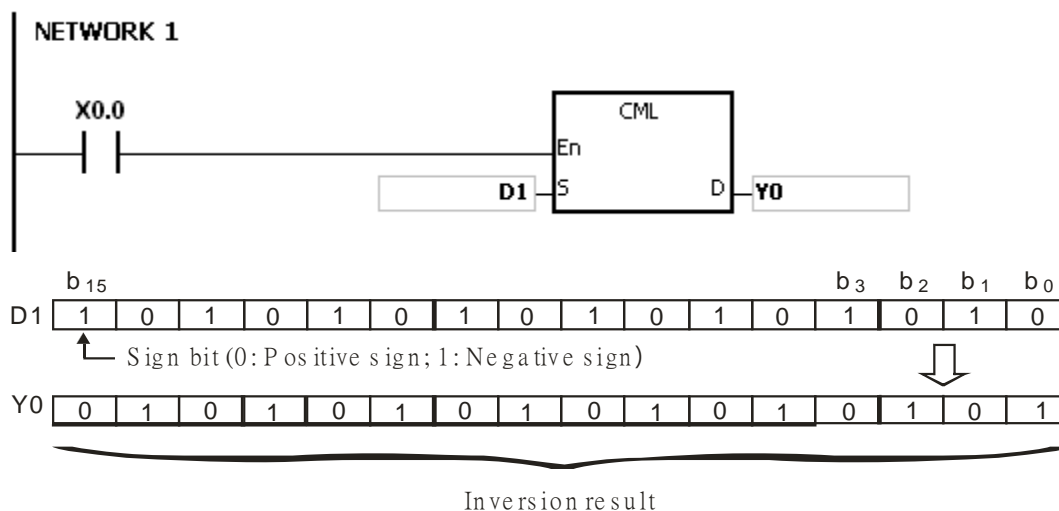 NETWORK 1
X0.0
CML
En
D1 S D Y0
b15 b3 b2 b1 b0
D1 1 0 1 0 1 0 1 0 1 0 1 0 1 0 1 0
Sign bit (0: Positive sign; 1: Negative sign)
Y0 0 1 0 1 0 1 0 1 0 1 0 1 0 1 0 1
Inversion result